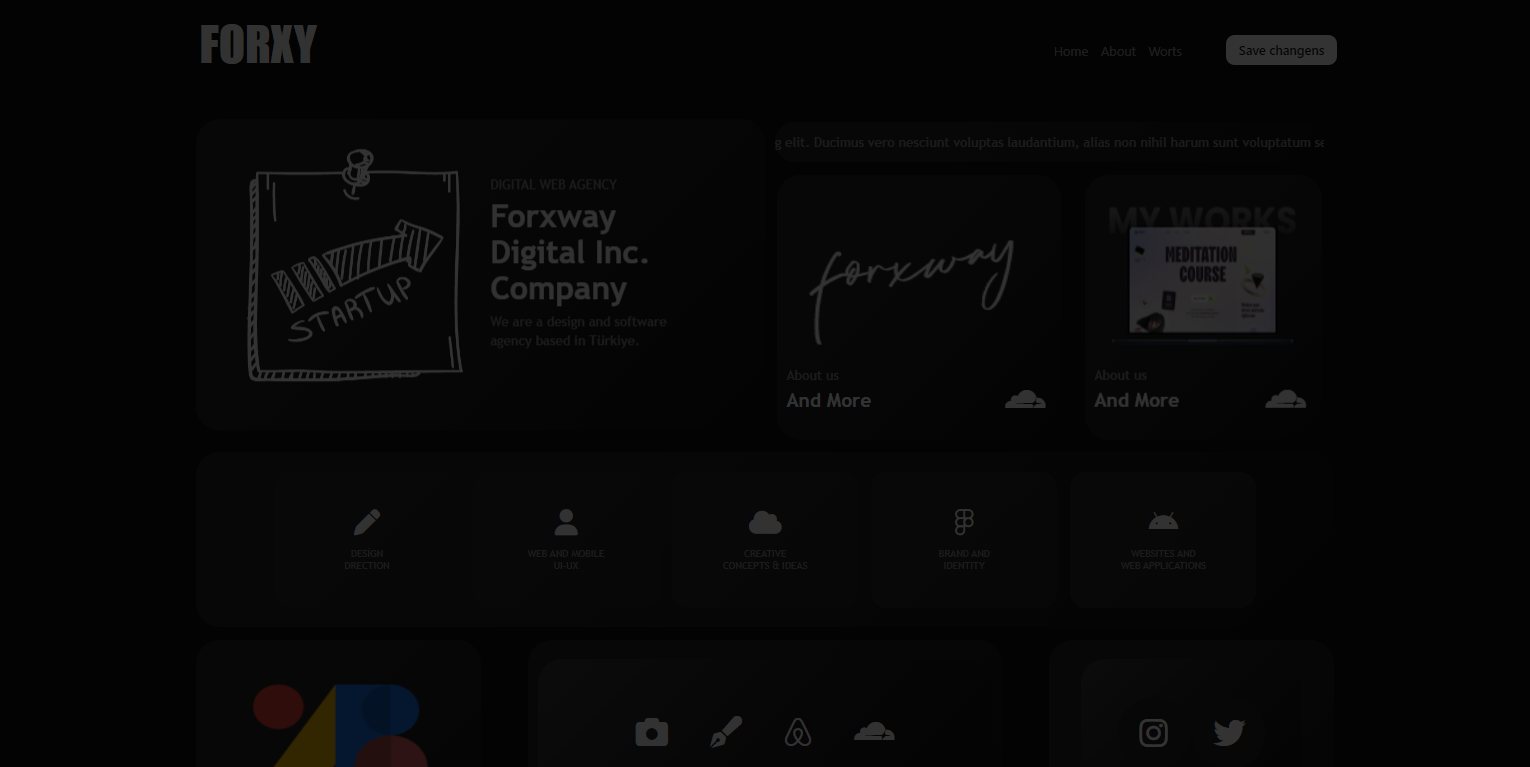 FORXY
Home About Worts Save changens
g elit. Ducimus vero nesciunt voluptas laudantium, alias non nihil harum sunt voluptatum se
STARTUP
DIGITAL WEB AGENCY
Forxway
Digital Inc.
Company
We are a design and software
agency based in Türkiye.
forxway
About us
And More
MY WORKS
MEDITATION
COURSE
About us
And More
DESİGN
DRECTION
WEB AND MOBILE
UI-UX
CREATIVE
CONCEPTS & IDEAS
BRAND AND
IDENTITY
WEBSITES AND
WEB APPLICATIONS